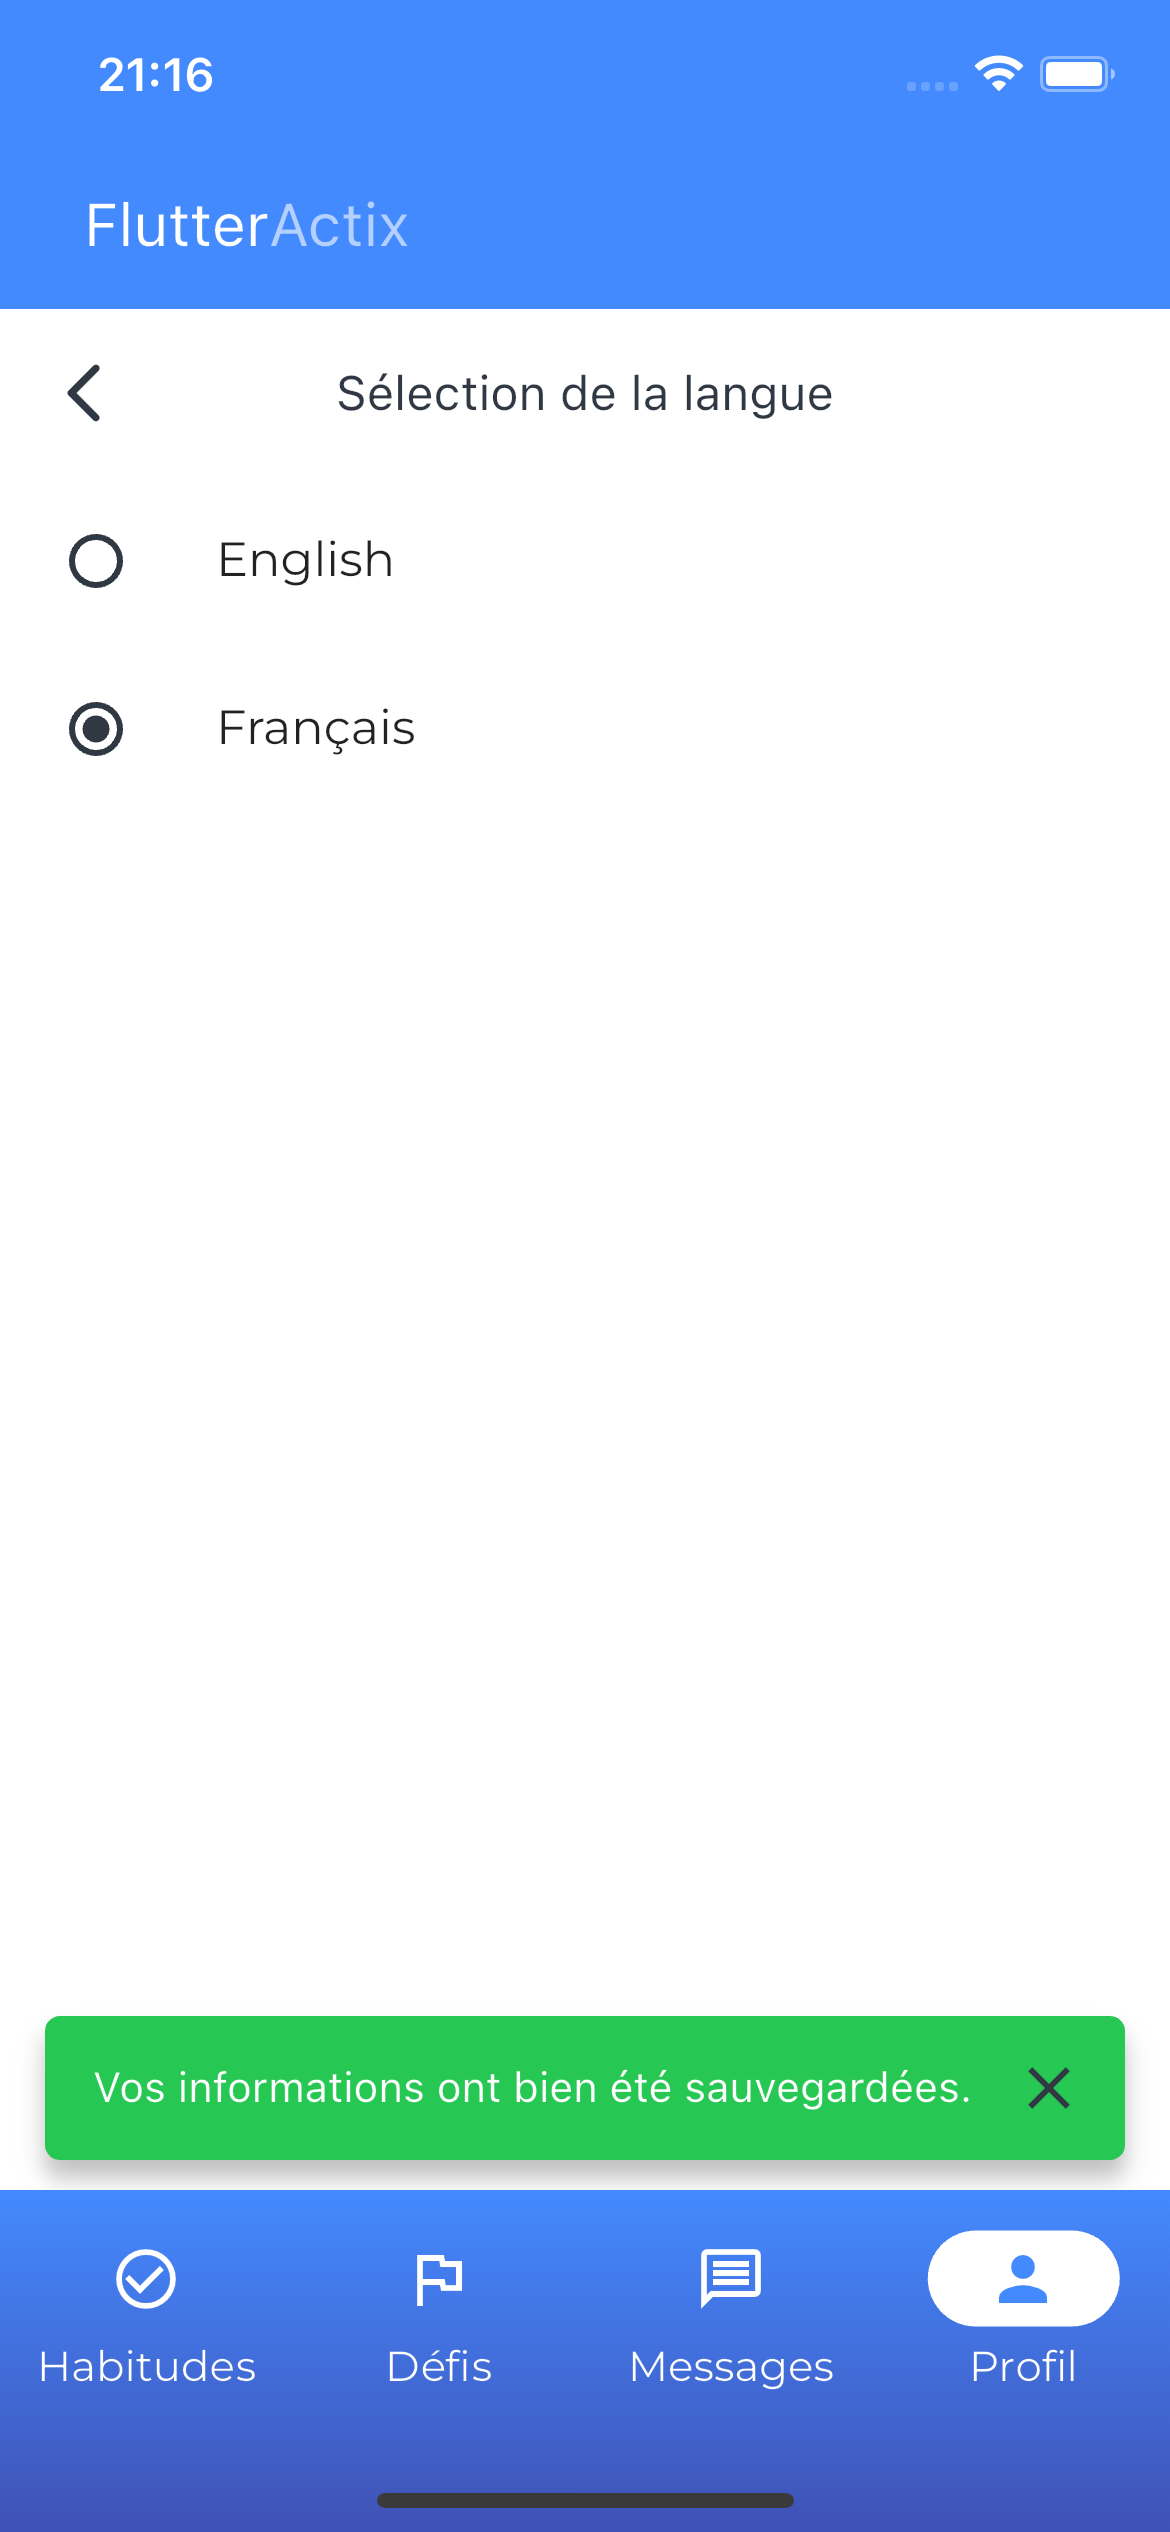 21:16
FlutterActix
Sélection de la langue
English
Français
Vos informations ont bien été sauvegardées.
Habitudes
Défis
Messages
Profil